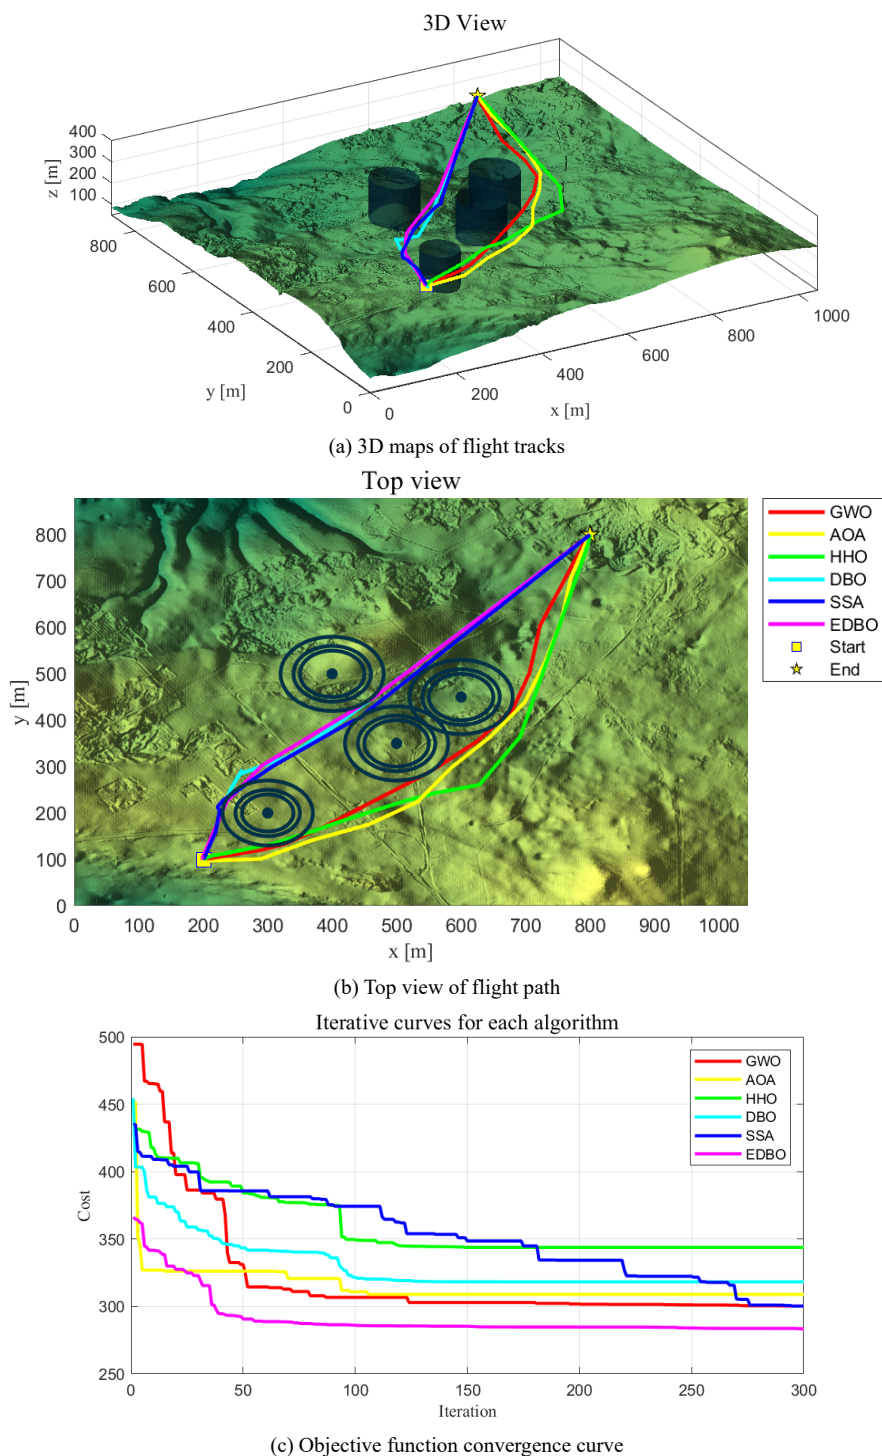 3D View
400
300
200
100
z [m]
800
600
400
200
0
y [m]
0
200
400
600
800
1000
x [m]
(a) 3D maps of flight tracks
Top view
800
700
600
500
400
300
200
100
0
y [m]
0 100 200 300 400 500 600 700 800 900 1000
x [m]
GWO
AOA
HHO
DBO
SSA
EDBO
Start
End
(b) Top view of flight path
Iterative curves for each algorithm
500
450
400
350
300
250
Cost
0 50 100 150 200 250 300
Iteration
GWO
AOA
HHO
DBO
SSA
EDBO
(c) Objective function convergence curve